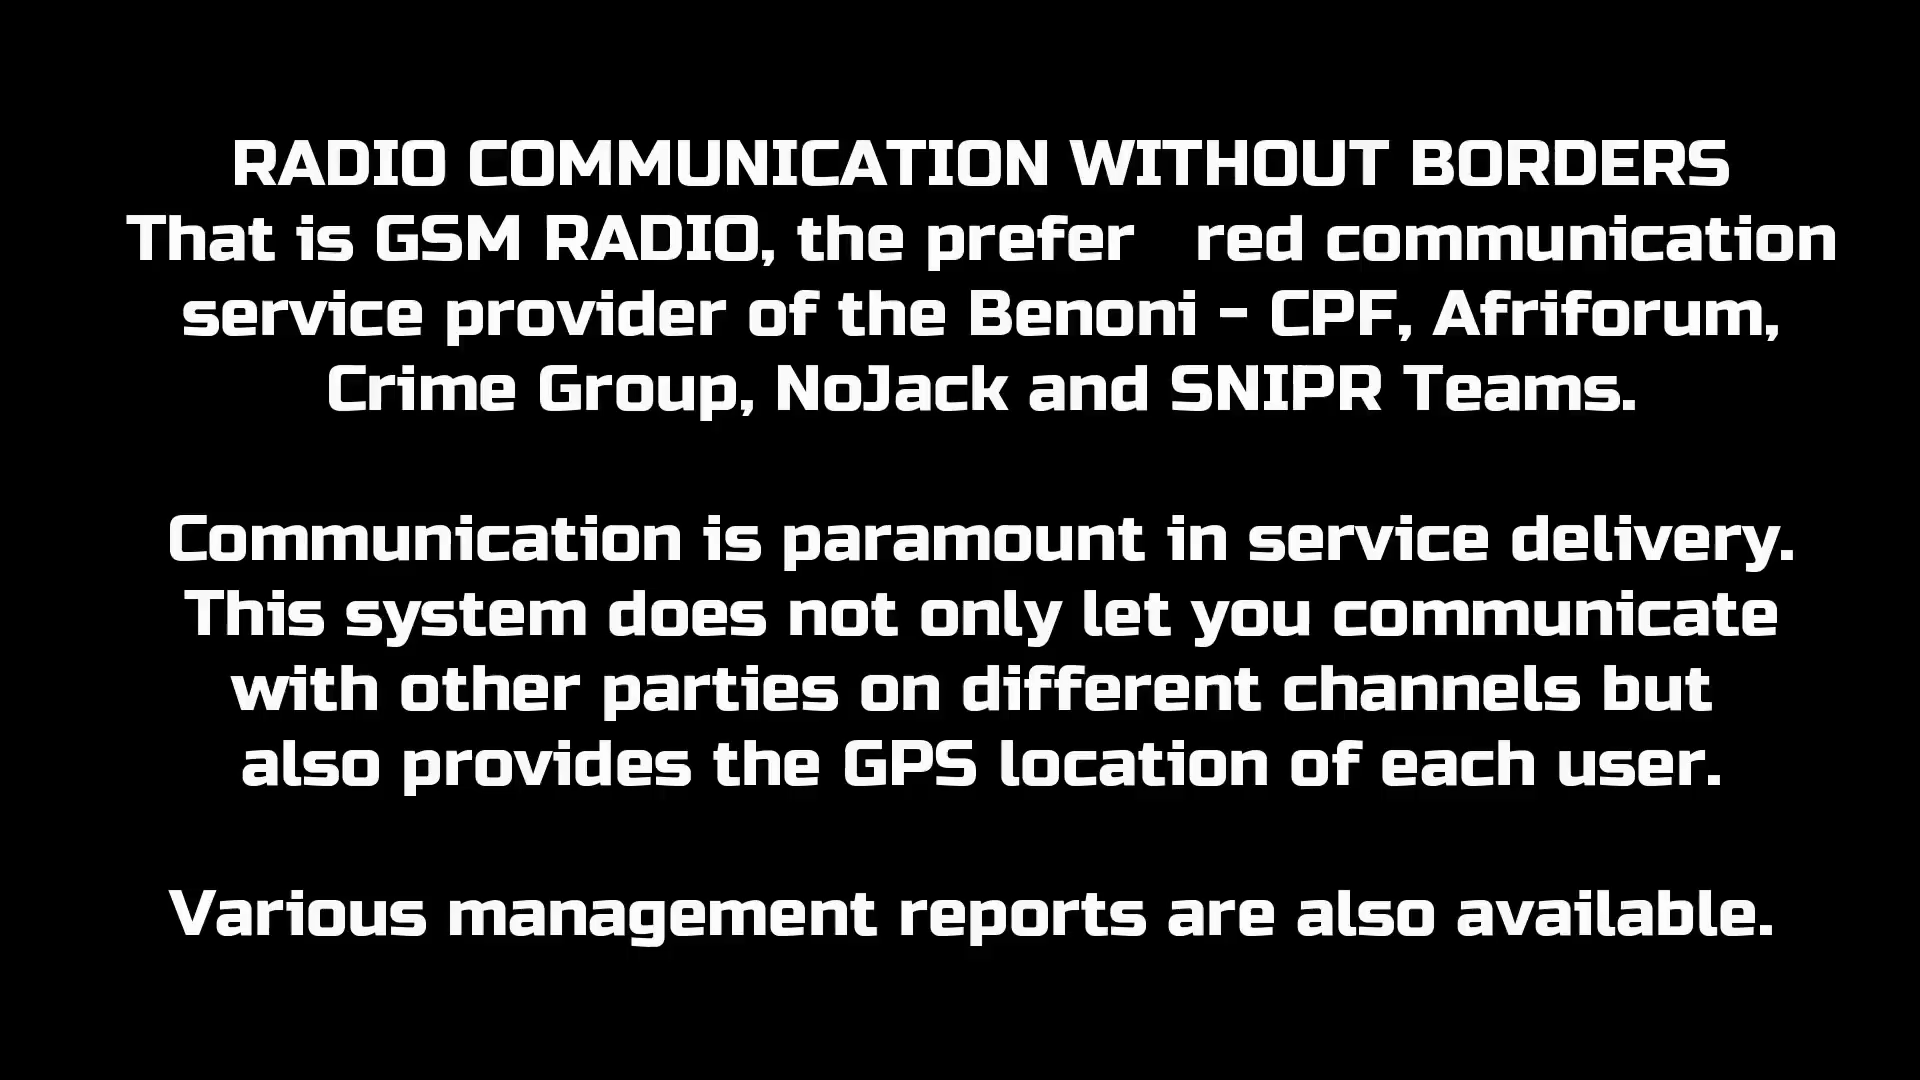 RADIO COMMUNICATION WITHOUT BORDERS
That is GSM RADIO, the prefer   red communication
service provider of the Benoni - CPF, Afriforum,
Crime Group, NoJack and SNIPR Teams.
Communication is paramount in service delivery.
This system does not only let you communicate
with other parties on different channels but
also provides the GPS location of each user.
Various management reports are also available.